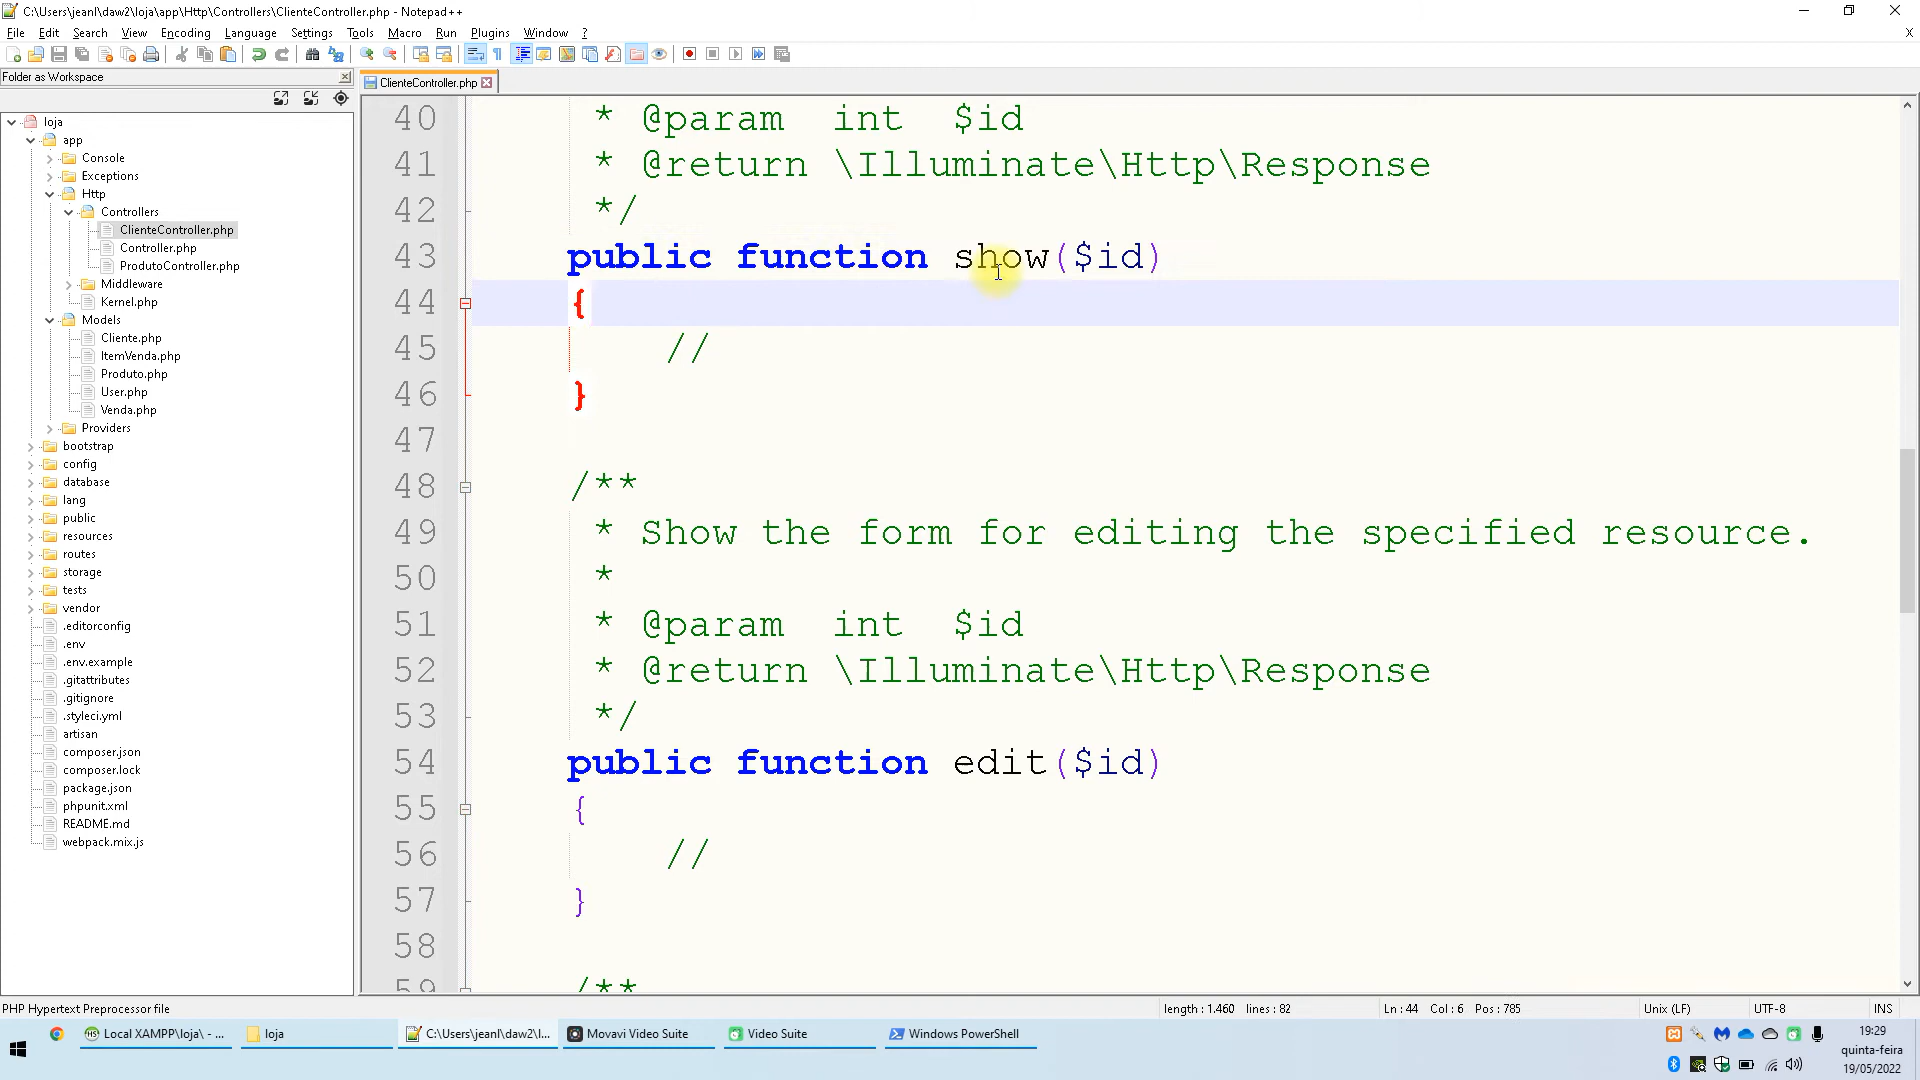 C:\Users\jeanl\daw2\loja\app\Http\Controllers\ClienteController.php - Notepad++
File Edit Search View Encoding Language Settings Tools Macro Run Plugins Window ? X
Folder as Workspace
ClienteController.php
loja
app
Console
Exceptions
Http
Controllers
ClienteController.php
Controller.php
ProdutoController.php
Middleware
Kernel.php
Models
Cliente.php
ItemVenda.php
Produto.php
User.php
Venda.php
Providers
bootstrap
config
database
lang
public
resources
routes
storage
tests
vendor
.editorconfig
.env
.env.example
.gitattributes
.gitignore
.styleci.yml
artisan
composer.json
composer.lock
package.json
phpunit.xml
README.md
webpack.mix.js
40 * @param  int  $id
41 * @return \Illuminate\Http\Response
42 */
43 public function show($id)
44 {
45 //
46 }
47
48 /**
49 * Show the form for editing the specified resource.
50 *
51 * @param  int  $id
52 * @return \Illuminate\Http\Response
53 */
54 public function edit($id)
55 {
56 //
57 }
58
59 /**
PHP Hypertext Preprocessor file length : 1.460 lines : 82 Ln : 44 Col : 6 Pos : 785 Unix (LF) UTF-8 INS
Local XAMPP\loja\ - ... loja C:\Users\jeanl\daw2\l... Movavi Video Suite Video Suite Windows PowerShell
19:29
quinta-feira
19/05/2022